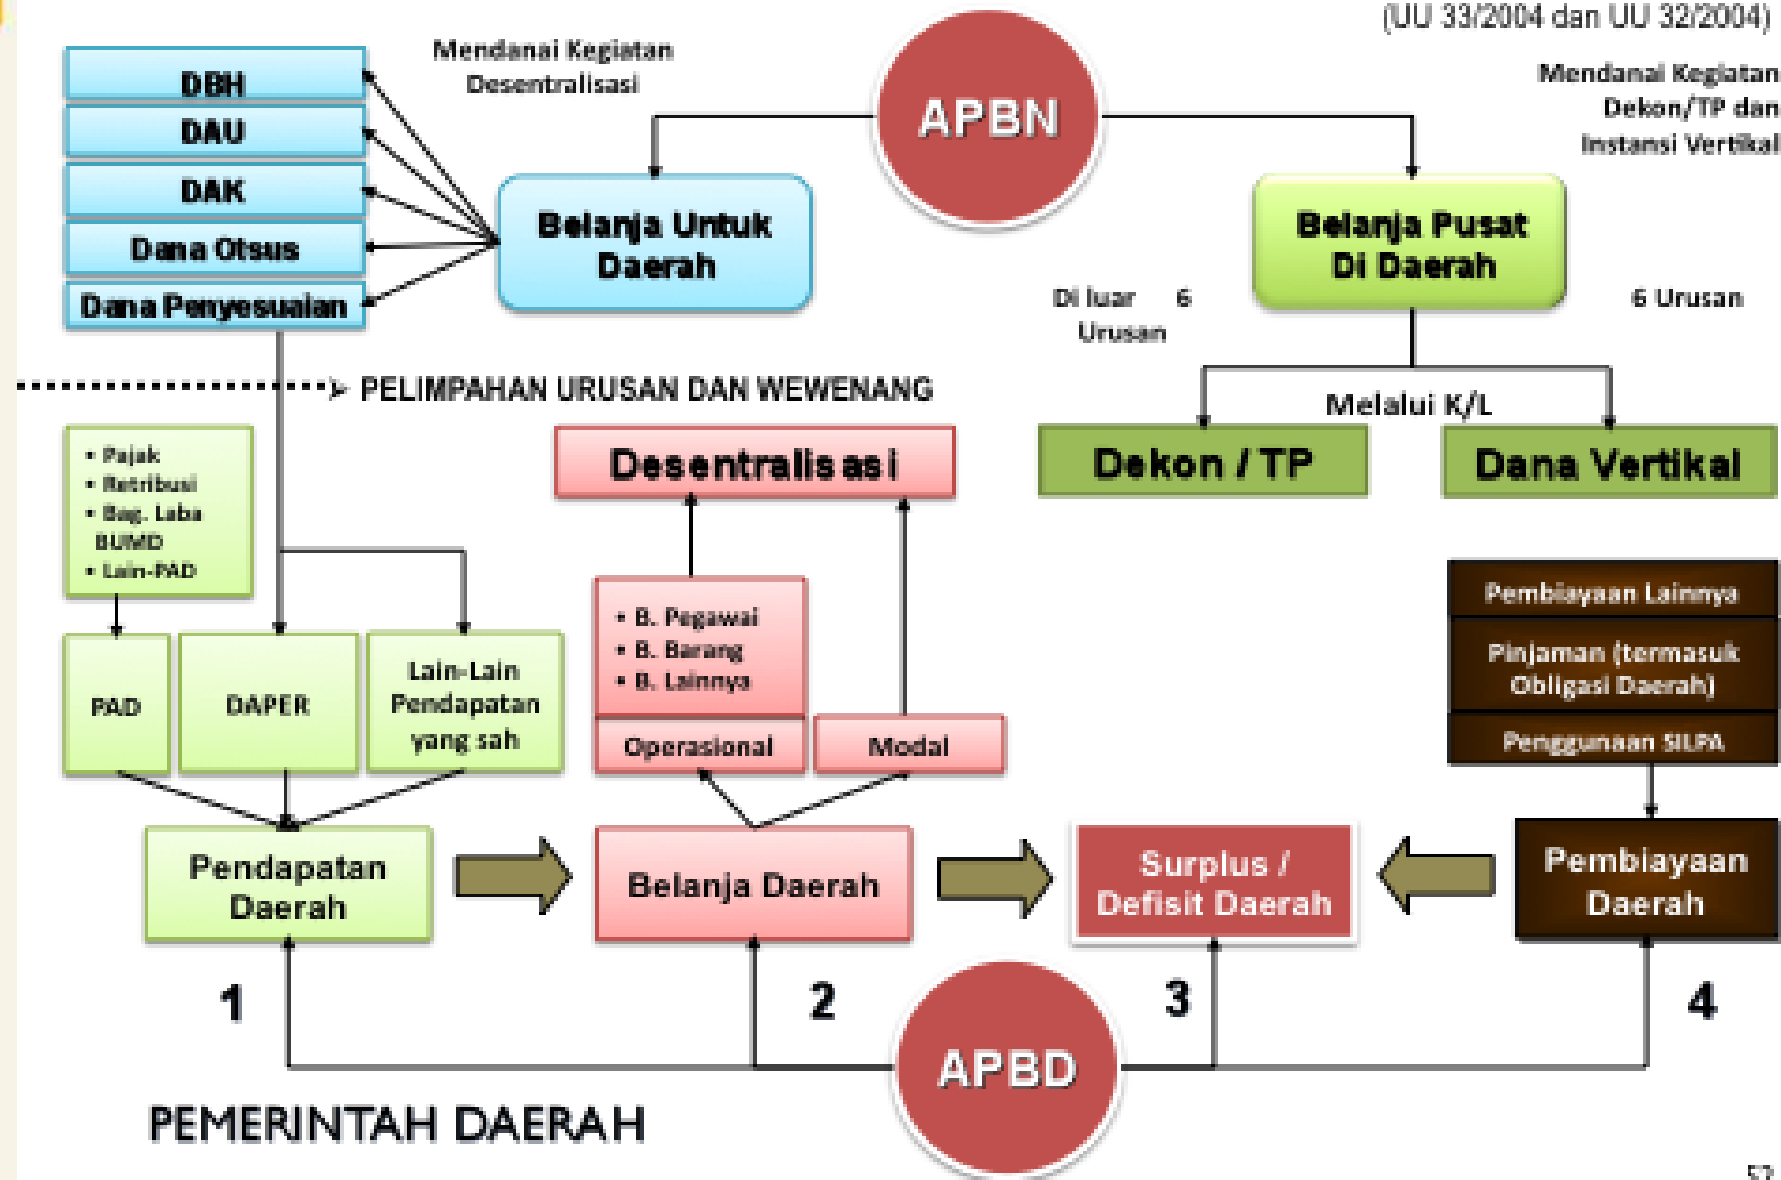 (UU 33/2004 dan UU 32/2004)
Mendanai Kegiatan
Desentralisasi
APBN
Mendanai Kegiatan
Dekon/TP dan
Instansi Vertikal
DBH
DAU
DAK
Dana Otsus
Dana Penyesuaian
Belanja Untuk
Daerah
Belanja Pusat
Di Daerah
Di luar 6
Urusan
6 Urusan
PELIMPAHAN URUSAN DAN WEWENANG
Melalui K/L
Dekon / TP
Dana Vertikal
• Pajak
• Retribusi
• Bag. Laba
BUMD
• Lain-PAD
Desentralisasi
PAD
DAPER
Lain-Lain
Pendapatan
yang sah
• B. Pegawai
• B. Barang
• B. Lainnya
Operasional
Modal
Pembiayaan Lainnya
Pinjaman (termasuk
Obligasi Daerah)
Penggunaan SILPA
Pendapatan
Daerah
Belanja Daerah
Surplus /
Defisit Daerah
Pembiayaan
Daerah
1
2
3
4
APBD
PEMERINTAH DAERAH